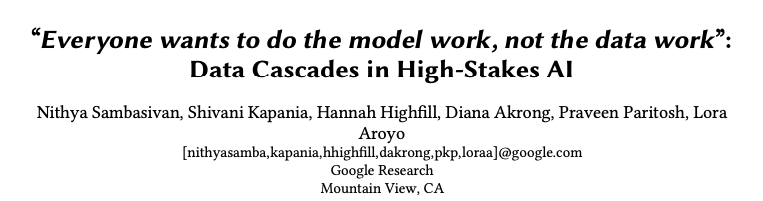 “Everyone wants to do the model work, not the data work”:
Data Cascades in High-Stakes AI
Nithya Sambasivan, Shivani Kapania, Hannah Highfill, Diana Akrong, Praveen Paritosh, Lora
Aroyo
[nithyasamba,kapania,hhighfill,dakrong,pkp,loraa]@google.com
Google Research
Mountain View, CA